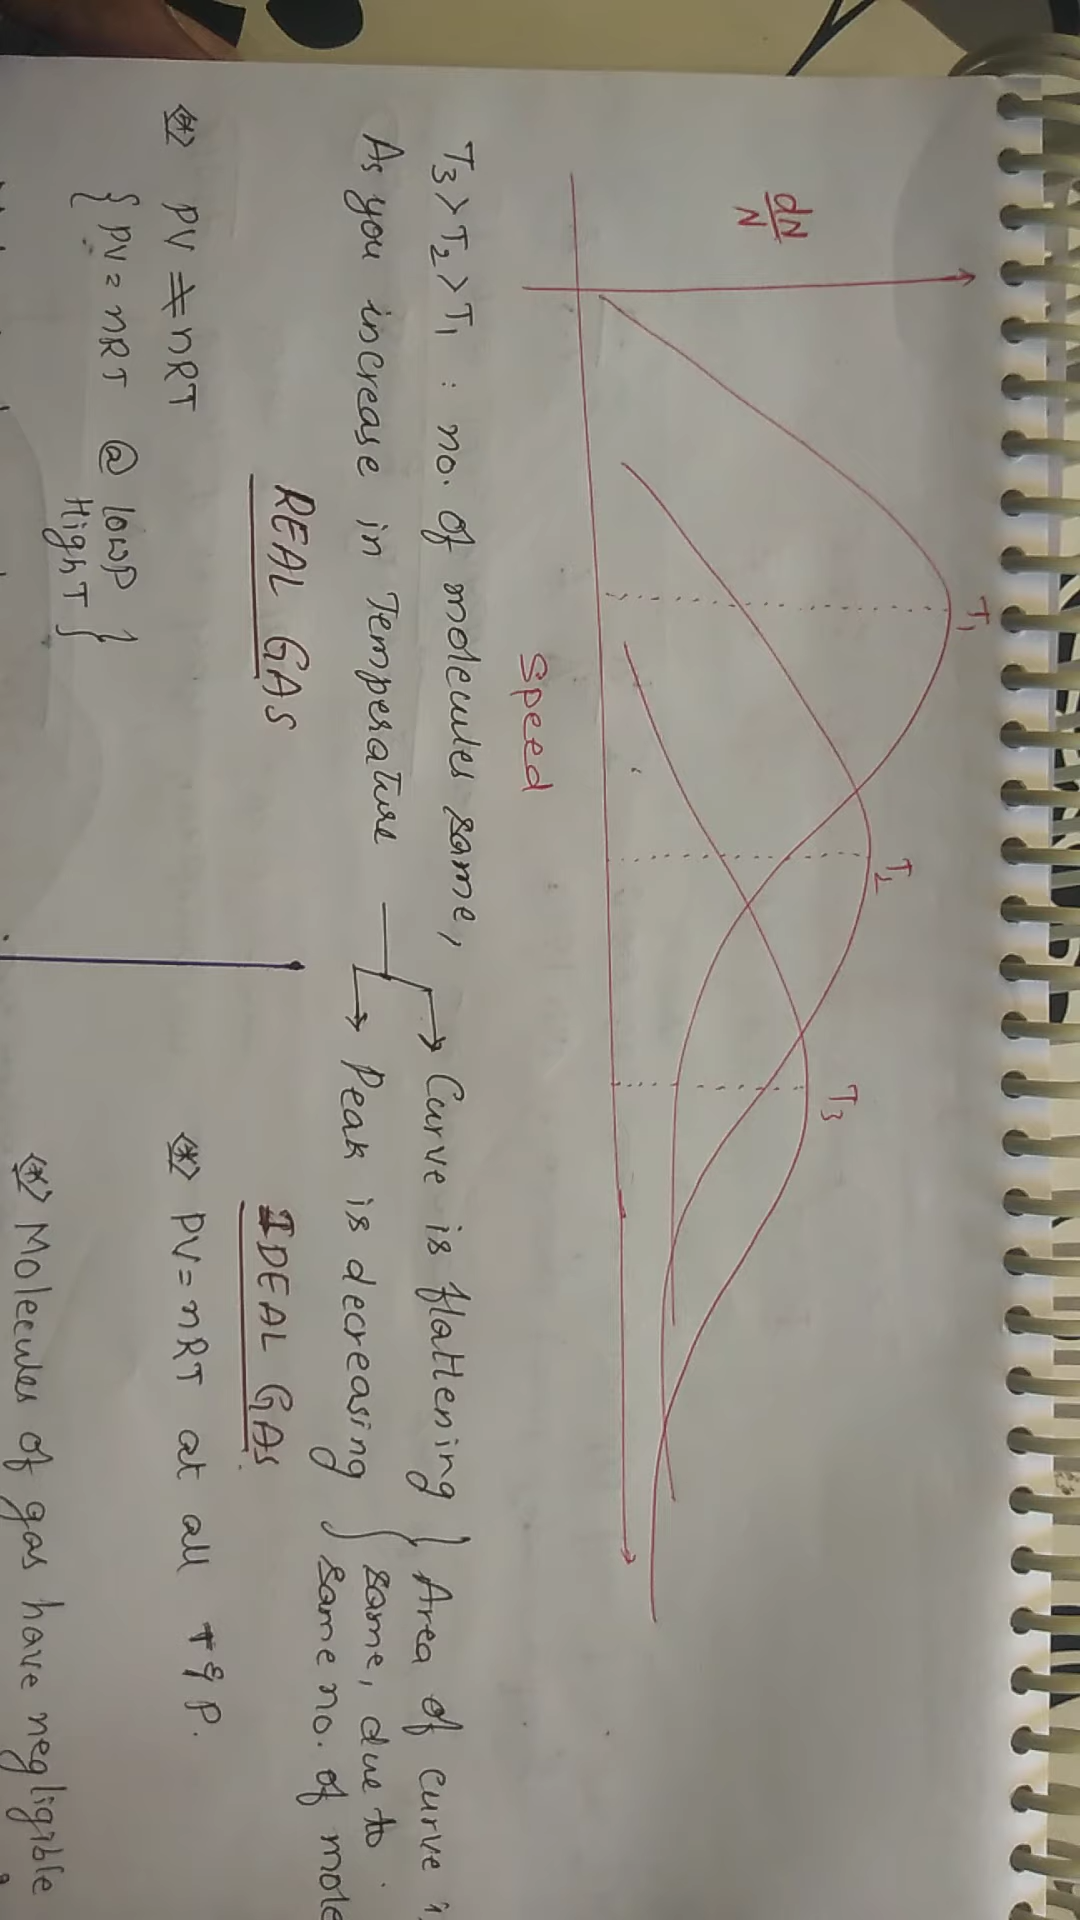 dN
N
T1
T2
T3
Speed
T3 > T2 > T1 : no. of molecules same,
As you increase in Temperature
→ Curve is flattening } Area of curve
→ Peak is decreasing { same, due to
same no. of mole
REAL GAS
IDEAL GAS
PV ≠ nRT
{ PV = nRT @ low P
High T }
PV = nRT at all T & P.
Molecules of gas have negligible